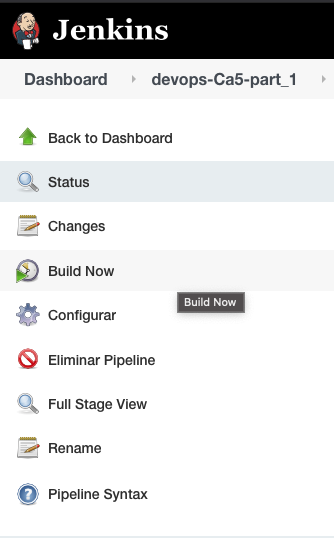 Jenkins
Dashboard devops-Ca5-part_1
Back to Dashboard
Status
Changes
Build Now
Build Now
Configurar
Eliminar Pipeline
Full Stage View
Rename
Pipeline Syntax